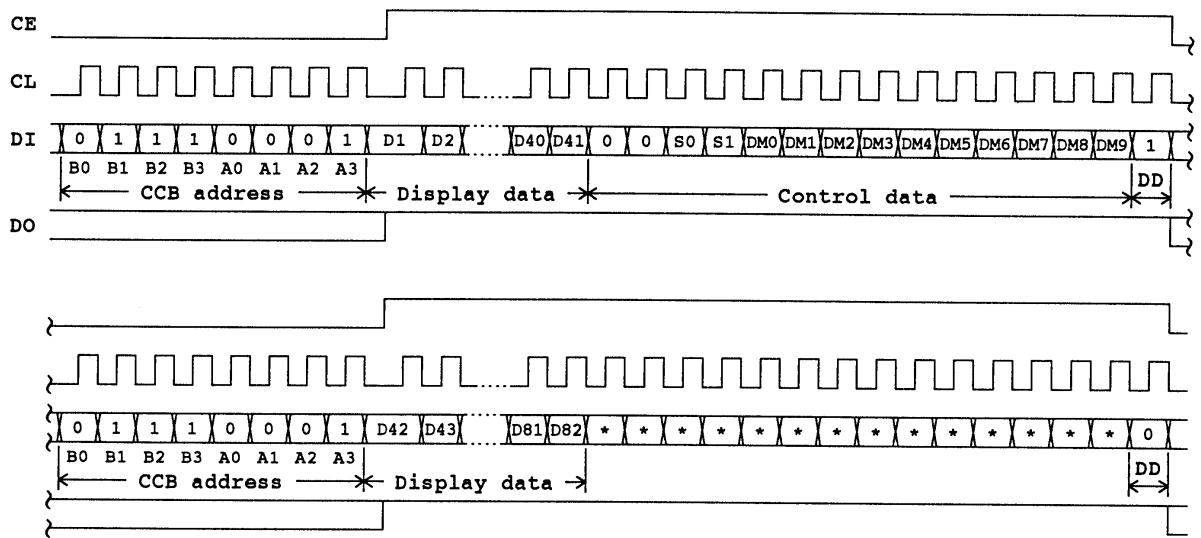 CE
CL
DI 0 1 1 1 0 0 0 1 D1 D2 D40 D41 0 0 S0 S1 DM0 DM1 DM2 DM3 DM4 DM5 DM6 DM7 DM8 DM9 1
B0 B1 B2 B3 A0 A1 A2 A3 DD
CCB address Display data Control data
DO
0 1 1 1 0 0 0 1 D42 D43 D81 D82 * * * * * * * * * * * * * * 0
B0 B1 B2 B3 A0 A1 A2 A3 DD
CCB address Display data